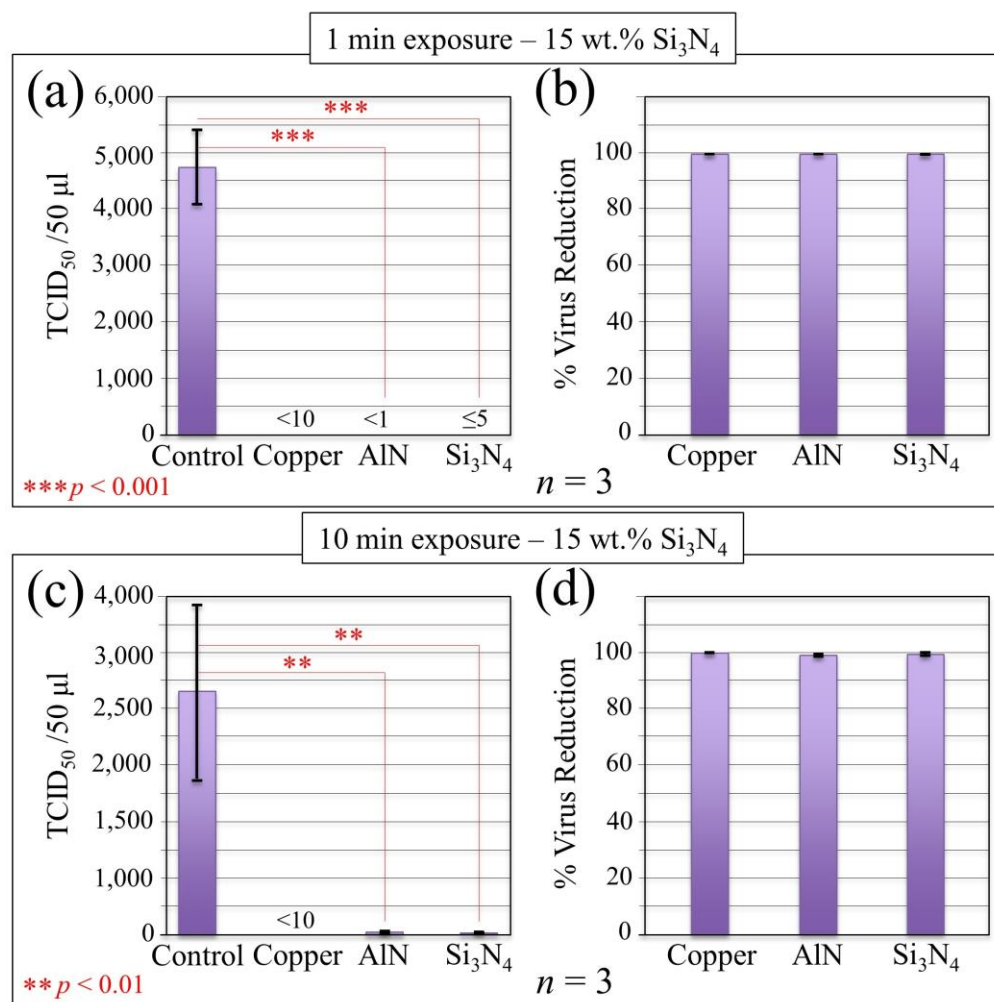 1 min exposure – 15 wt.% Si₃N₄
(a)
TCID₅₀ /50 µl
6,000
5,000
4,000
3,000
2,000
1,000
0
***
***
<10
<1
≤5
Control Copper AlN Si₃N₄
***p < 0.001
(b)
% Virus Reduction
100
80
60
40
20
0
Copper AlN Si₃N₄
n = 3
10 min exposure – 15 wt.% Si₃N₄
(c)
TCID₅₀ /50 µl
4,000
3,000
2,500
2,000
1,500
1,000
0
**
**
<10
Control Copper AlN Si₃N₄
** p < 0.01
(d)
% Virus Reduction
100
80
60
40
20
0
Copper AlN Si₃N₄
n = 3